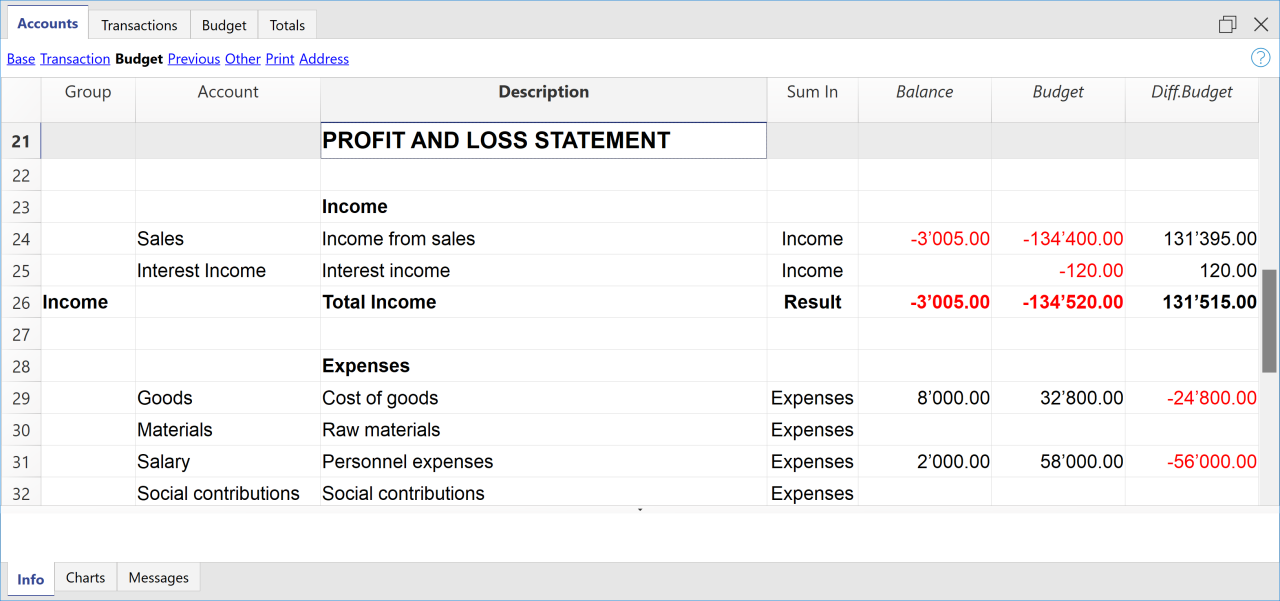 Accounts Transactions Budget Totals
Base Transaction Budget Previous Other Print Address
Group Account Description Sum In Balance Budget Diff.Budget
21 PROFIT AND LOSS STATEMENT
22
23 Income
24 Sales Income from sales Income -3’005.00 -134’400.00 131’395.00
25 Interest Income Interest income Income -120.00 120.00
26 Income Total Income Result -3’005.00 -134’520.00 131’515.00
27
28 Expenses
29 Goods Cost of goods Expenses 8’000.00 32’800.00 -24’800.00
30 Materials Raw materials Expenses
31 Salary Personnel expenses Expenses 2’000.00 58’000.00 -56’000.00
32 Social contributions Social contributions Expenses
Info Charts Messages